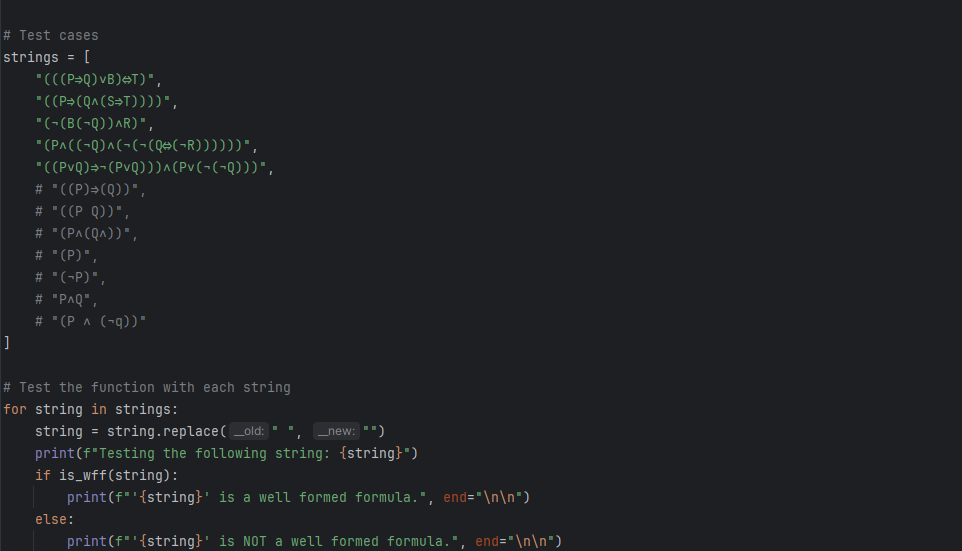 # Test cases
strings = [
    "(((P⇒Q)∨B)⇔T)",
    "((P⇒(Q∧(S⇒T))))",
    "(¬(B(¬Q))∧R)",
    "(P∧((¬Q)∧(¬(¬(Q⇔(¬R))))))",
    "((P∨Q)⇒¬(P∨Q)))∧(P∨(¬(¬Q)))",
    # "((P)⇒(Q))",
    # "((P Q))",
    # "(P∧(Q∧))",
    # "(P)",
    # "(¬P)",
    # "P∧Q",
    # "(P ∧ (¬q))"
]
# Test the function with each string
for string in strings:
    string = string.replace( __old: " ", __new: "")
    print(f"Testing the following string: {string}")
    if is_wff(string):
        print(f"'{string}' is a well formed formula.", end="\n\n")
    else:
        print(f"'{string}' is NOT a well formed formula.", end="\n\n")